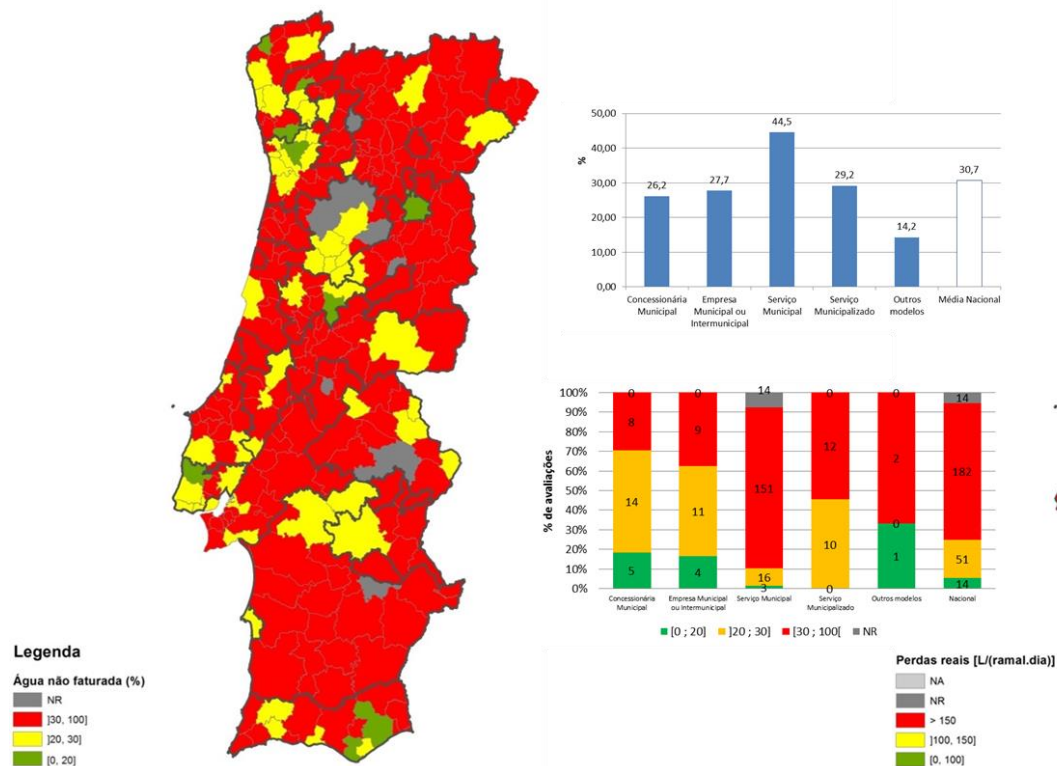 Legenda
Água não faturada (%)
NR
]30, 100]
]20, 30]
[0, 20]
%
50,00
40,00
30,00
20,00
10,00
0,00
26,2
27,7
44,5
29,2
14,2
30,7
Concessionária
Municipal
Empresa
Municipal ou
Intermunicipal
Serviço
Municipal
Serviço
Municipalizado
Outros
modelos
Média Nacional
% de avaliações
100%
90%
80%
70%
60%
50%
40%
30%
20%
10%
0%
0
8
14
5
0
9
11
4
14
151
16
3
0
12
10
0
0
2
0
1
14
182
51
14
Concessionária
Municipal
Empresa Municipal
ou Intermunicipal
Serviço Municipal
Serviço
Municipalizado
Outros modelos
Nacional
[0 ; 20]
]20 ; 30]
[30 ; 100[
NR
Perdas reais [L/(ramal.dia)]
NA
NR
> 150
]100, 150]
[0, 100]